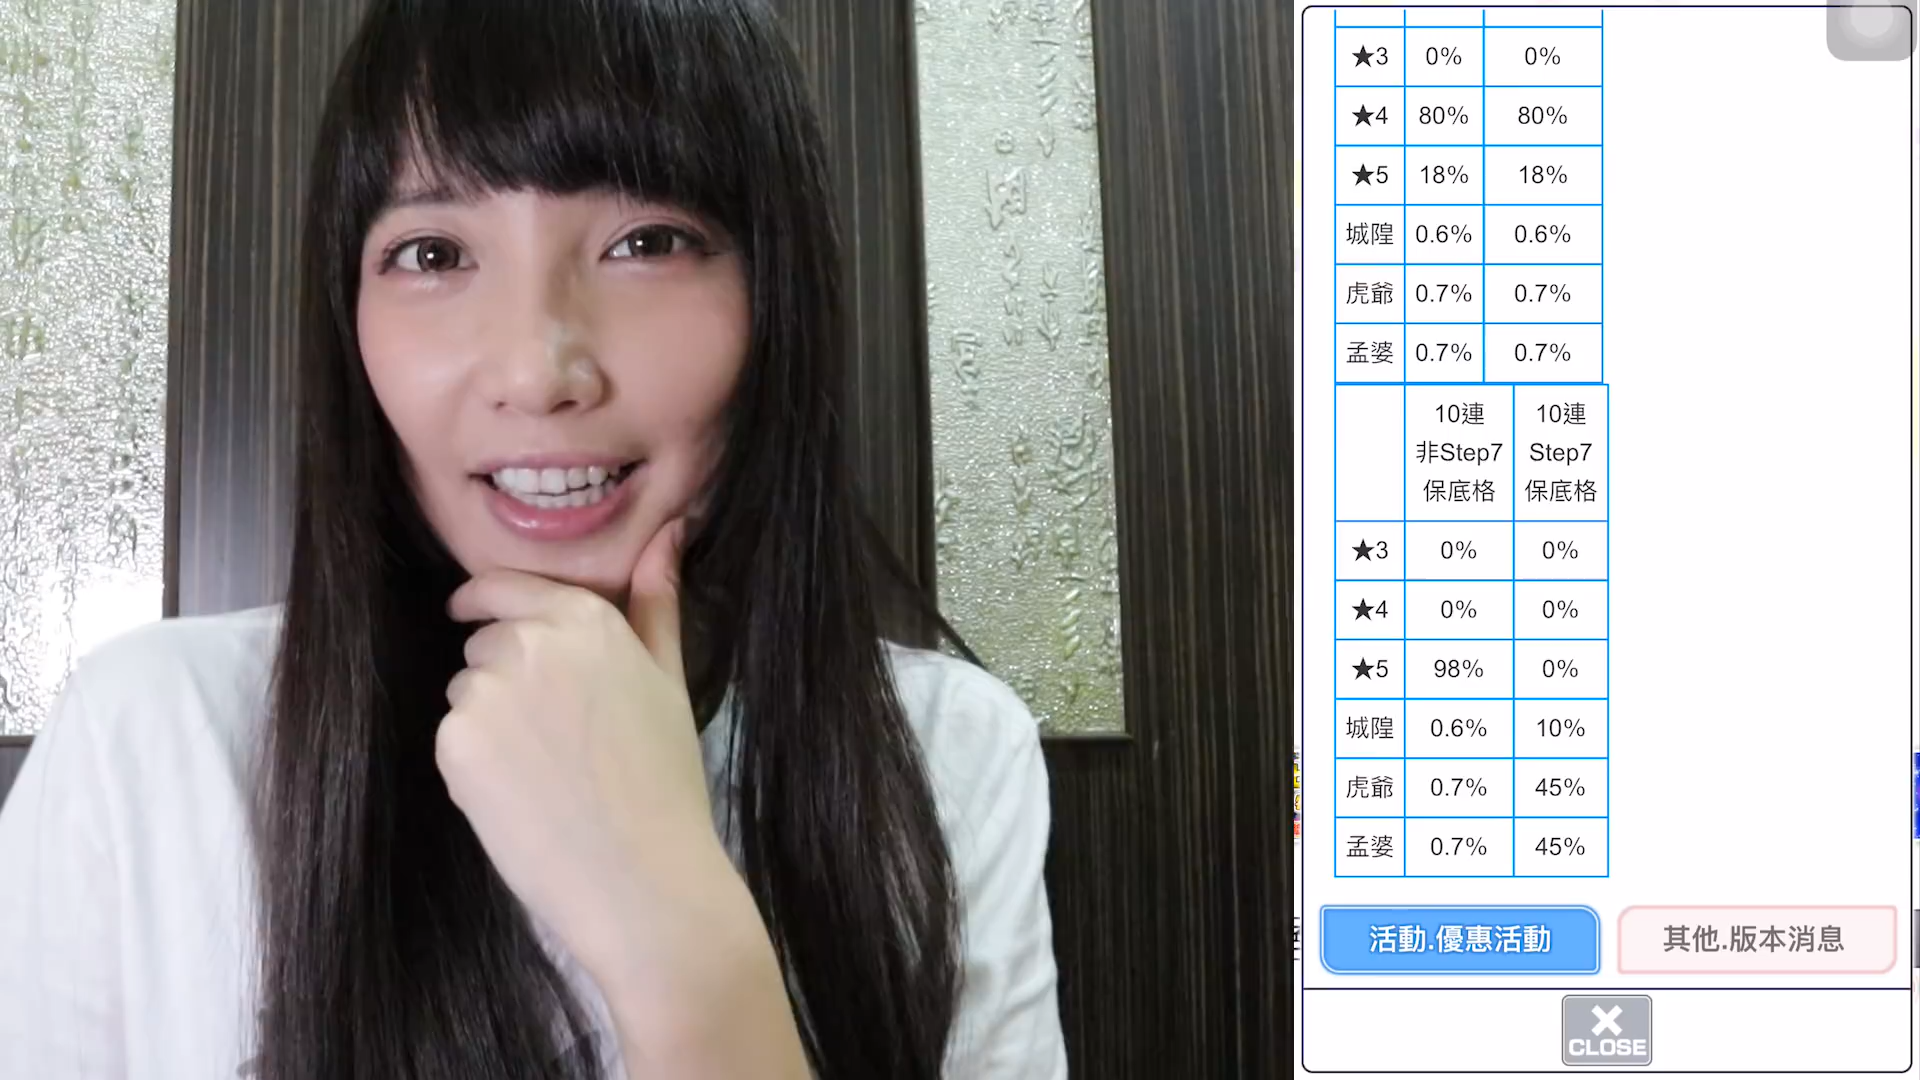 ★3 0% 0%
★4 80% 80%
★5 18% 18%
城隍 0.6% 0.6%
虎爺 0.7% 0.7%
孟婆 0.7% 0.7%
10連 10連
非Step7 Step7
保底格 保底格
★3 0% 0%
★4 0% 0%
★5 98% 0%
城隍 0.6% 10%
虎爺 0.7% 45%
孟婆 0.7% 45%
活動.優惠活動 其他.版本消息
CLOSE